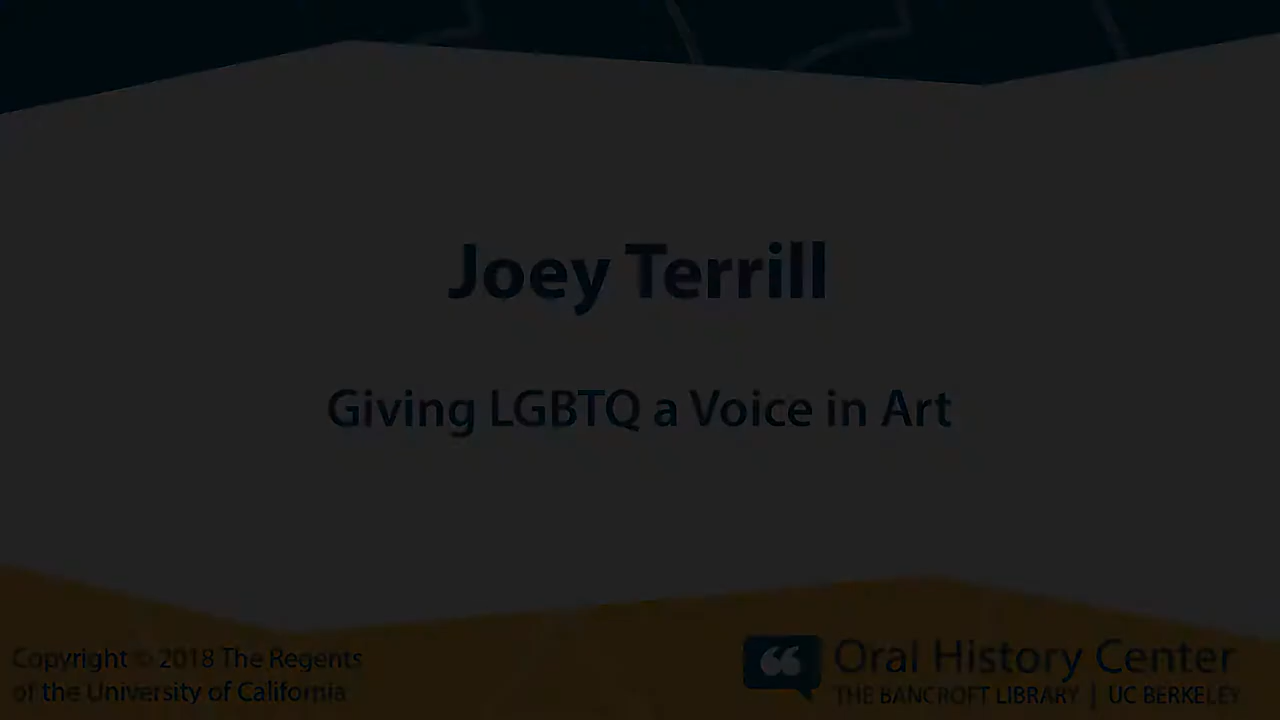 Joey Terrill
Giving LGBTQ a Voice in Art
Copyright © 2018 The Regents
of the University of California
Oral History Center
THE BANCROFT LIBRARY | UC BERKELEY